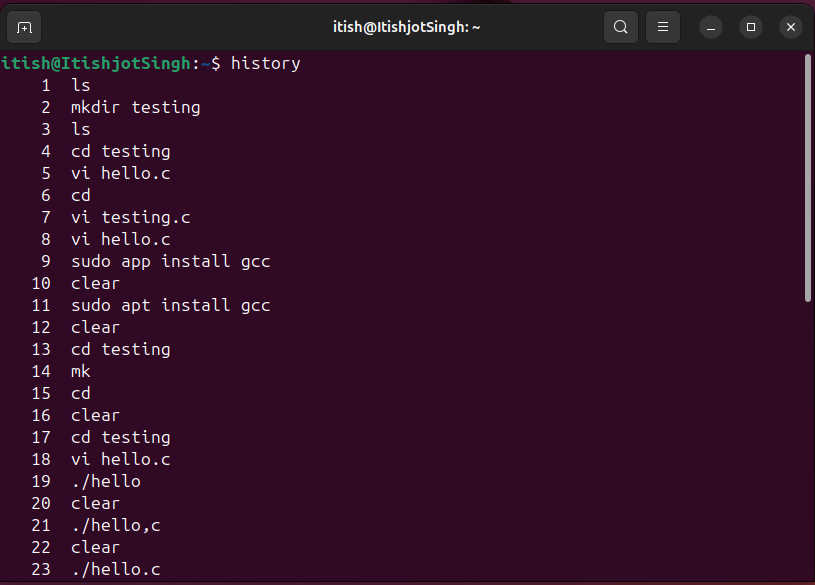 itish@ItishjotSingh: ~
itish@ItishjotSingh:~$ history
1 ls
2 mkdir testing
3 ls
4 cd testing
5 vi hello.c
6 cd
7 vi testing.c
8 vi hello.c
9 sudo app install gcc
10 clear
11 sudo apt install gcc
12 clear
13 cd testing
14 mk
15 cd
16 clear
17 cd testing
18 vi hello.c
19 ./hello
20 clear
21 ./hello,c
22 clear
23 ./hello.c